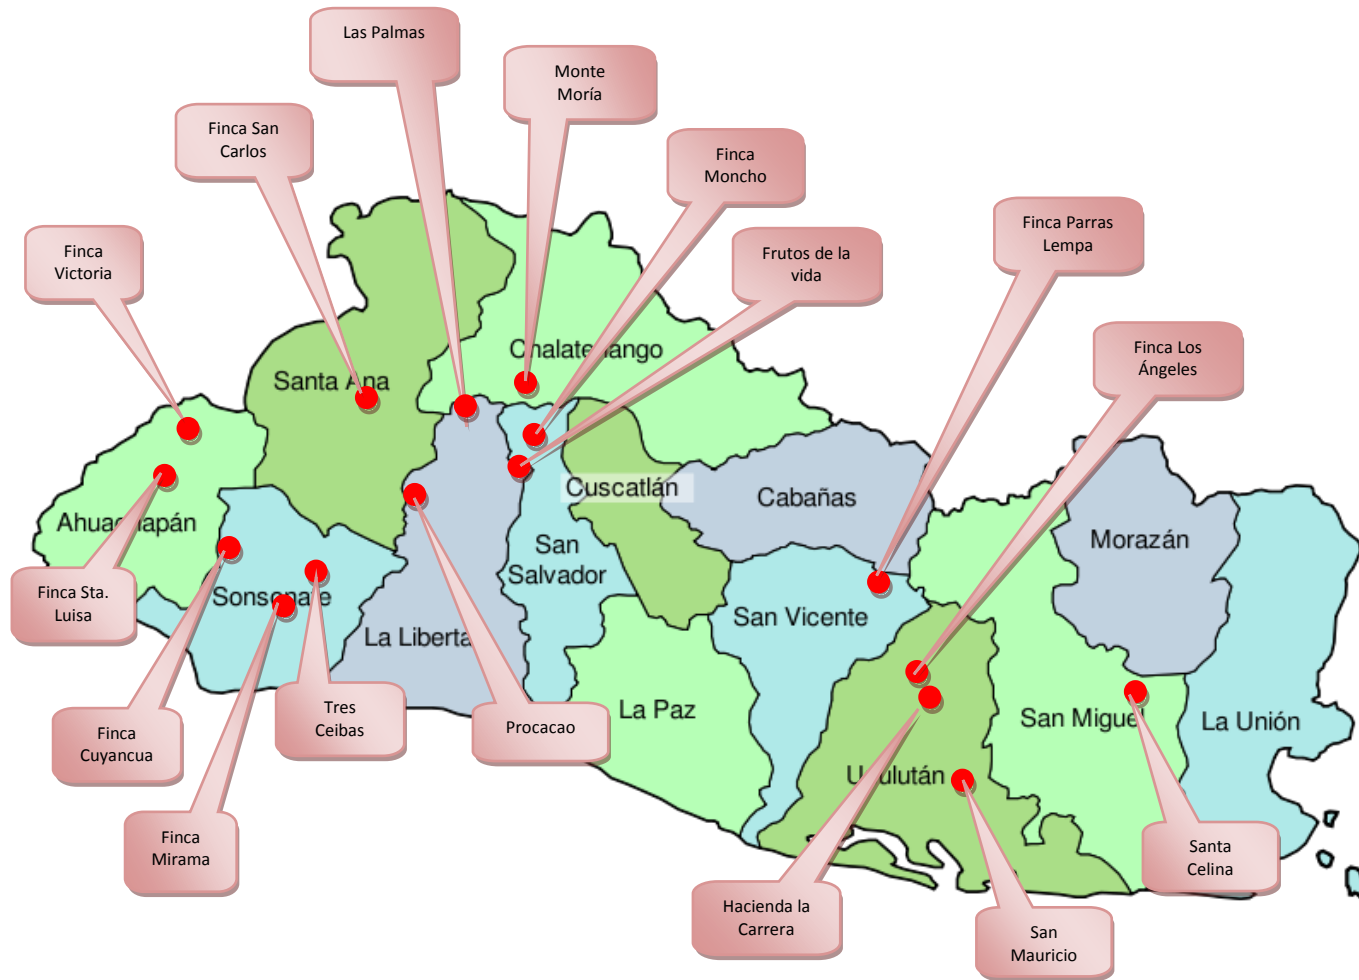 Las Palmas
Monte
Moría
Finca San
Carlos
Finca
Moncho
Finca Parras
Lempa
Finca
Victoria
Frutos de la
vida
Finca Los
Ángeles
Chalatenango
Santa Ana
Cuscatlán
Cabañas
Ahuachapán
Morazán
San
Salvador
Finca Sta.
Luisa
Sonsonate
San Vicente
La Liberta
La Paz
San Miguel
La Unión
Tres
Ceibas
Procacao
Finca
Cuyancua
Usulután
Finca
Mirama
Santa
Celina
Hacienda la
Carrera
San
Mauricio